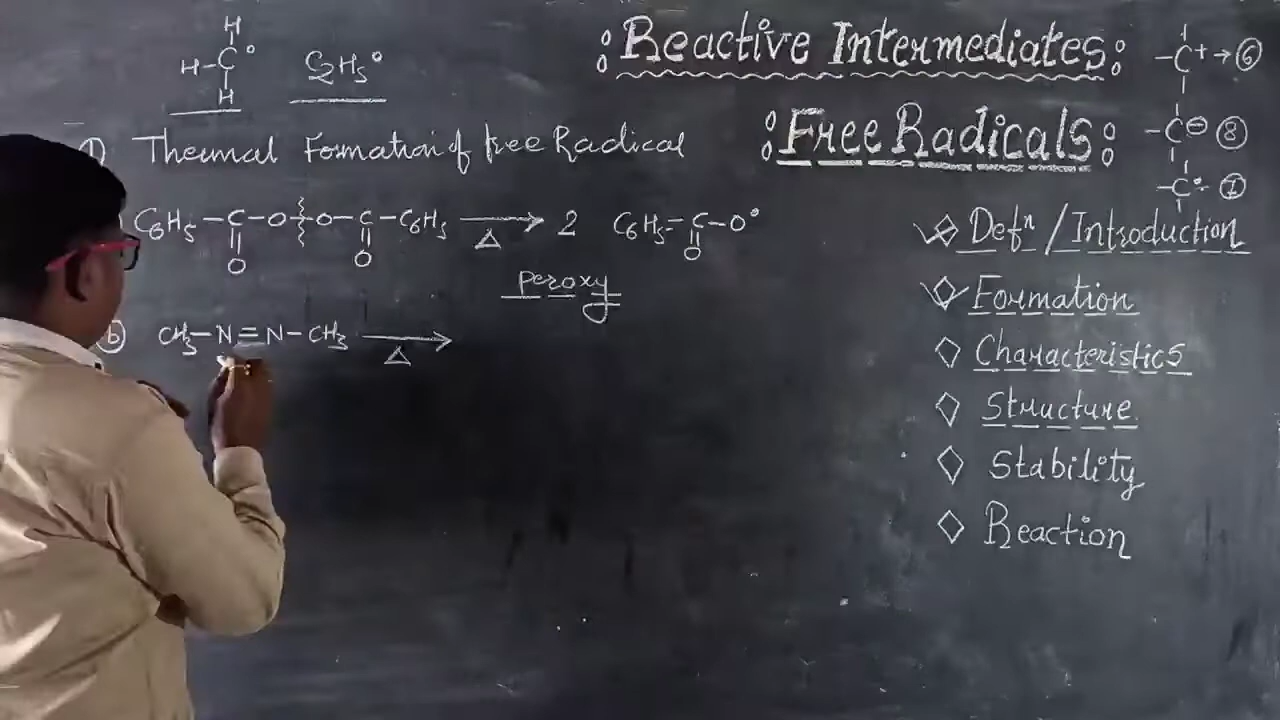 : Reactive Intermediates :
: Free Radicals :
H
H–C°
H
C2H5°
–C+ → 6
–C⊖ 8
–C• 7
1) Thermal Formation of free Radical
C6H5–C–O–O–C–C6H5 → 2 C6H5–C–O°
O O Δ O
peroxy
b) CH3–N=N–CH3 →
Δ
Defn / Introduction
Formation
Characteristics
Structure
Stability
Reaction